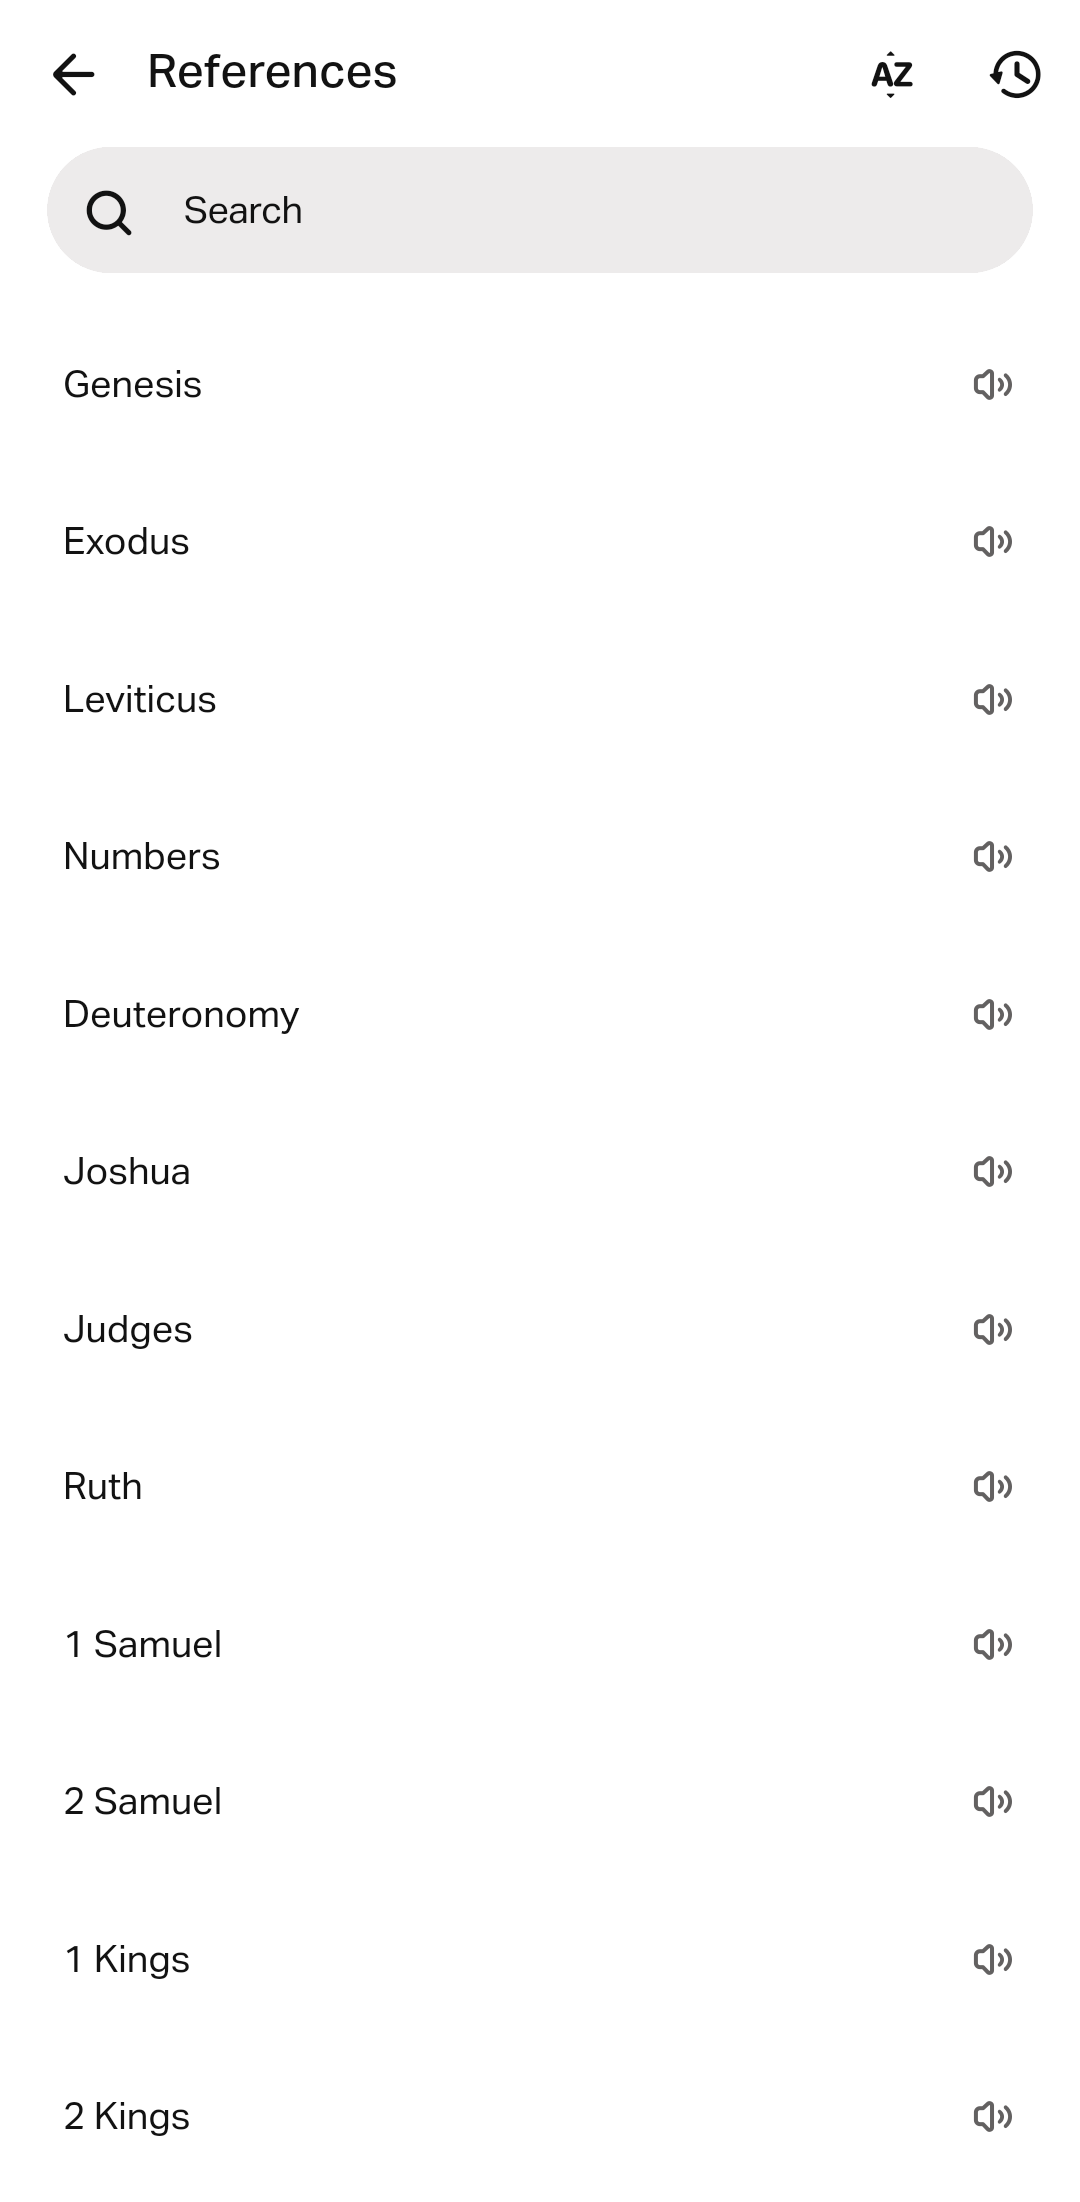 References
AZ
Search
Genesis
Exodus
Leviticus
Numbers
Deuteronomy
Joshua
Judges
Ruth
1 Samuel
2 Samuel
1 Kings
2 Kings